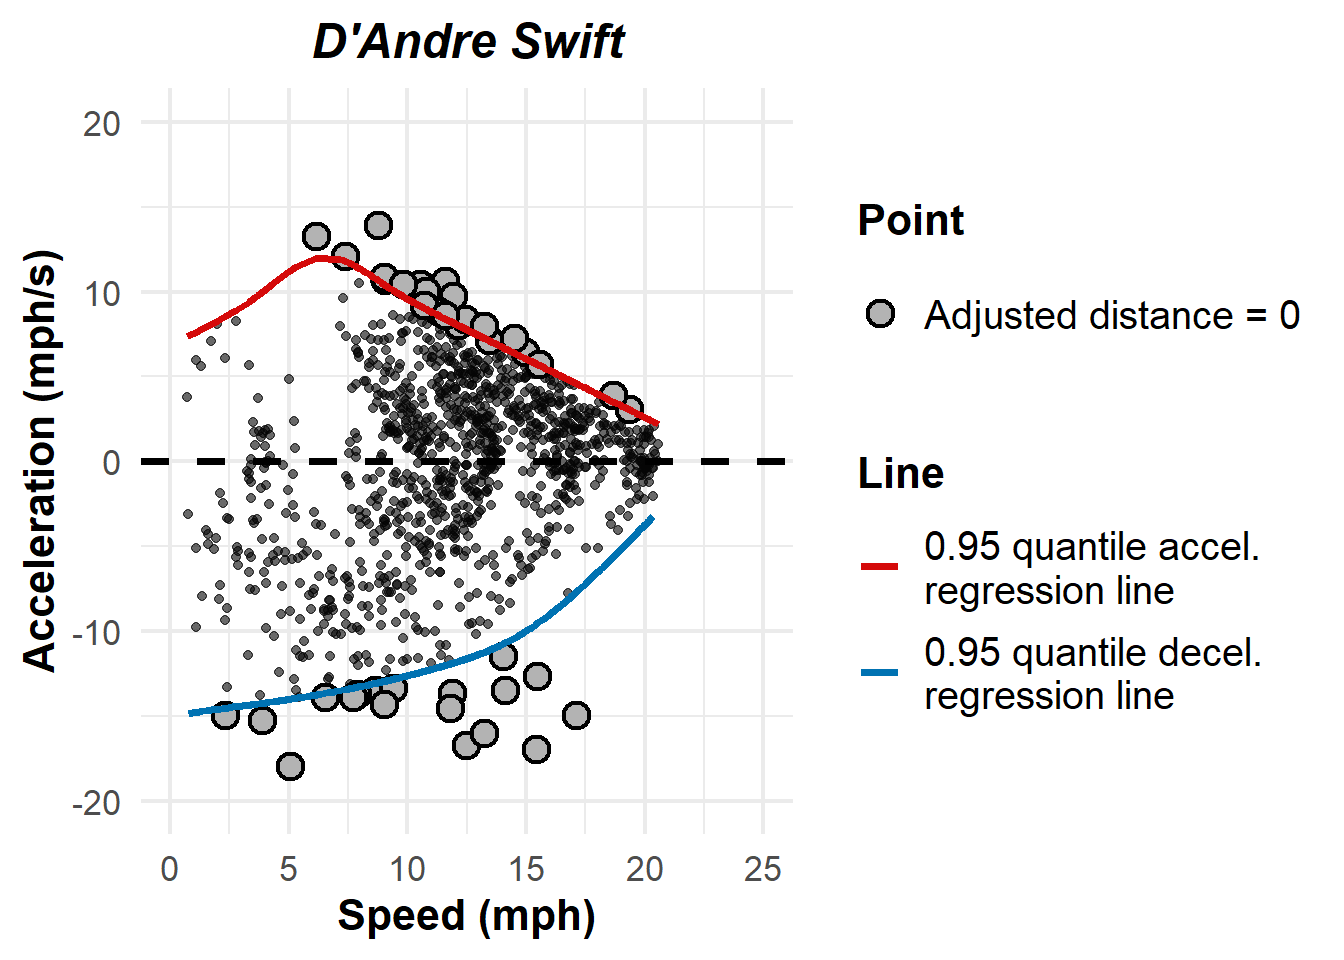 D'Andre Swift
Acceleration (mph/s)
20
10
0
-10
-20
0 5 10 15 20 25
Speed (mph)
Point
Adjusted distance = 0
Line
0.95 quantile accel.
regression line
0.95 quantile decel.
regression line